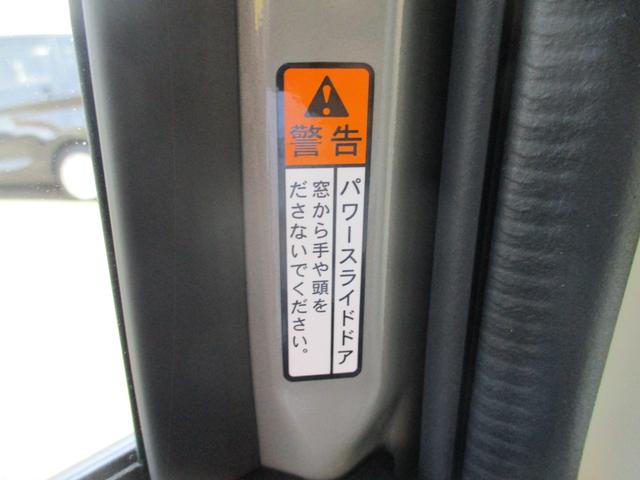 警告
パワースライドドア
窓から手や頭を
ださないでください。